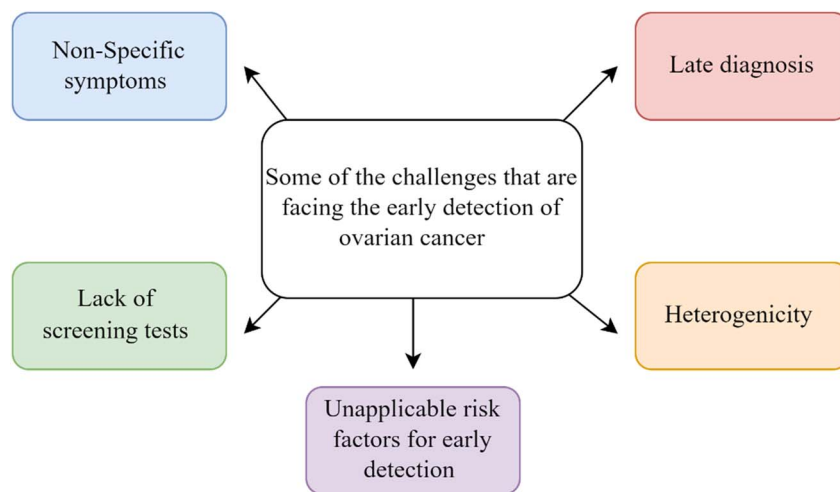 Non-Specific
symptoms
Late diagnosis
Some of the challenges that are
facing the early detection of
ovarian cancer
Lack of
screening tests
Heterogenicity
Unapplicable risk
factors for early
detection